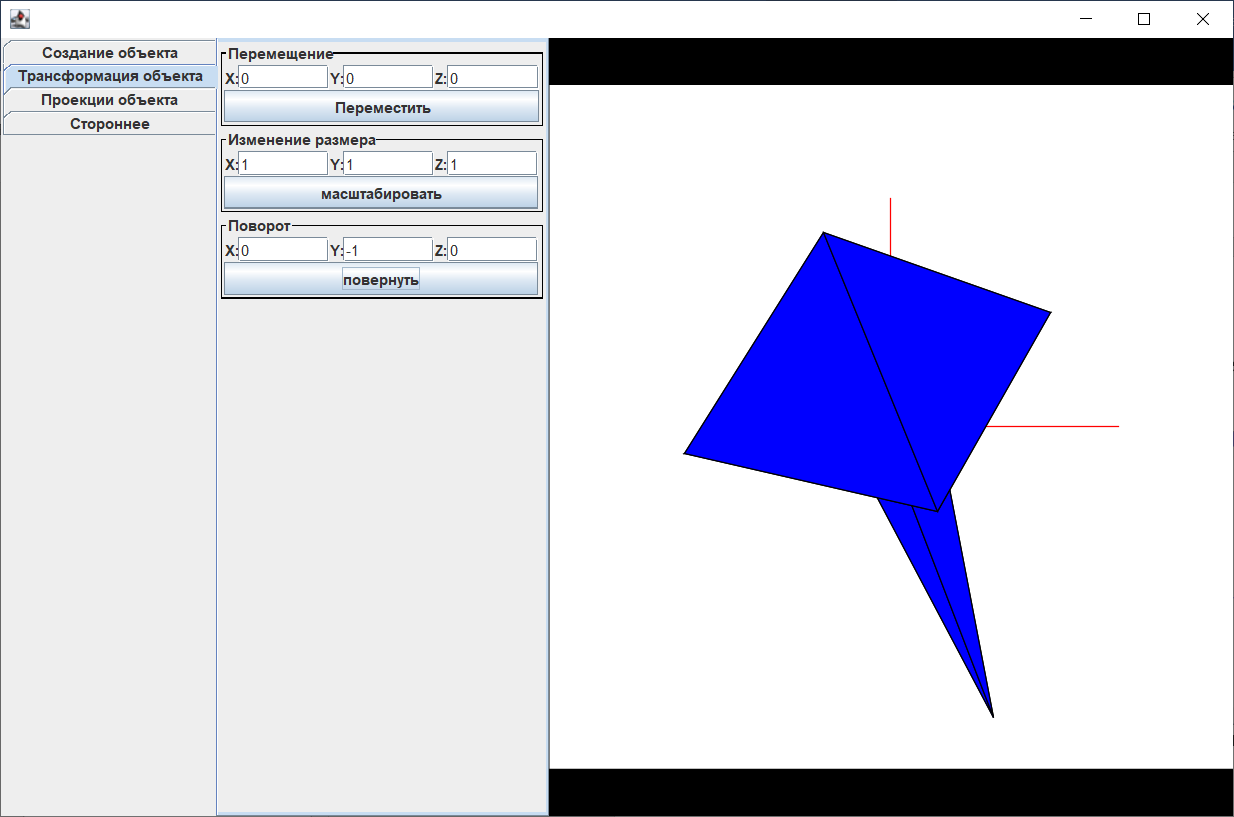 Создание объекта
Трансформация объекта
Проекции объекта
Стороннее
Перемещение
X: 0 Y: 0 Z: 0
Переместить
Изменение размера
X: 1 Y: 1 Z: 1
масштабировать
Поворот
X: 0 Y: -1 Z: 0
повернуть